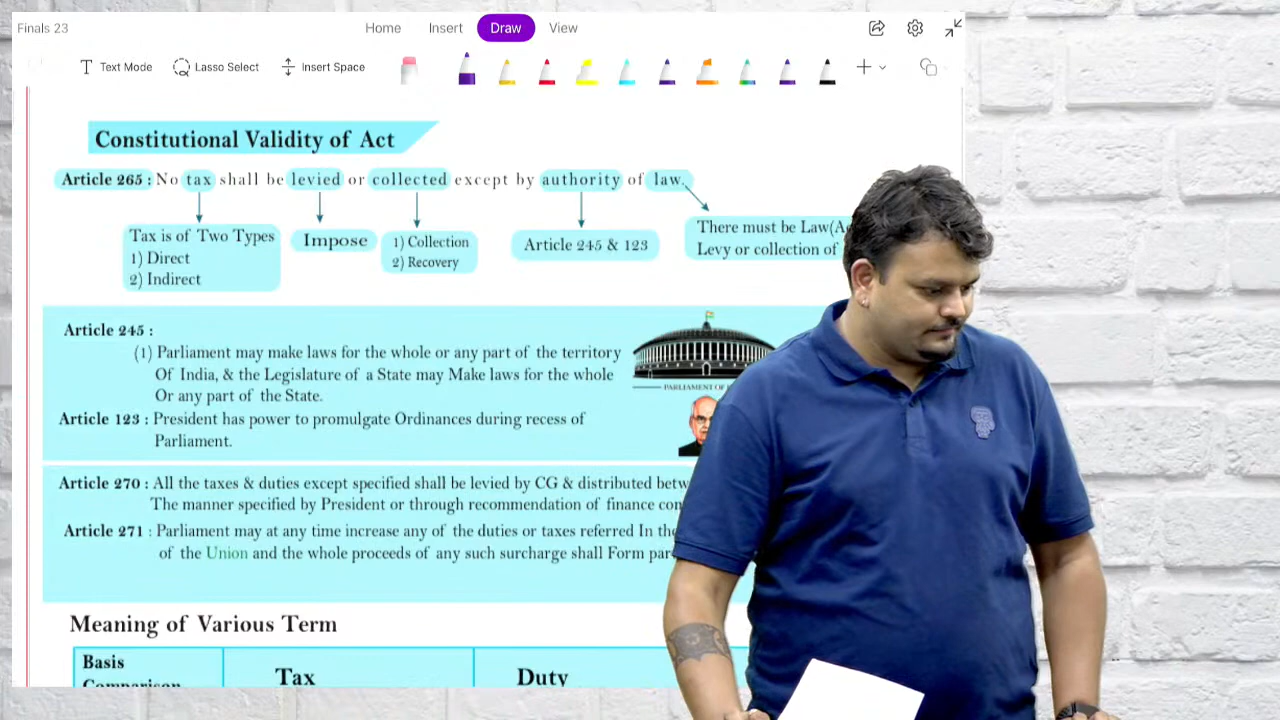 Finals 23
Home Insert Draw View
Text Mode Lasso Select Insert Space
Constitutional Validity of Act
Article 265 : No tax shall be levied or collected except by authority of law.
Tax is of Two Types
1) Direct
2) Indirect
Impose
1) Collection
2) Recovery
Article 245 & 123
There must be Law(Ac
Levy or collection of
Article 245 :
(1) Parliament may make laws for the whole or any part of the territory
Of India, & the Legislature of a State may Make laws for the whole
Or any part of the State.
PARLIAMENT OF
Article 123 : President has power to promulgate Ordinances during recess of
Parliament.
Article 270 : All the taxes & duties except specified shall be levied by CG & distributed betw
The manner specified by President or through recommendation of finance com
Article 271 : Parliament may at any time increase any of the duties or taxes referred In the
of the Union and the whole proceeds of any such surcharge shall Form par
Meaning of Various Term
Basis
Comparison
Tax
Duty